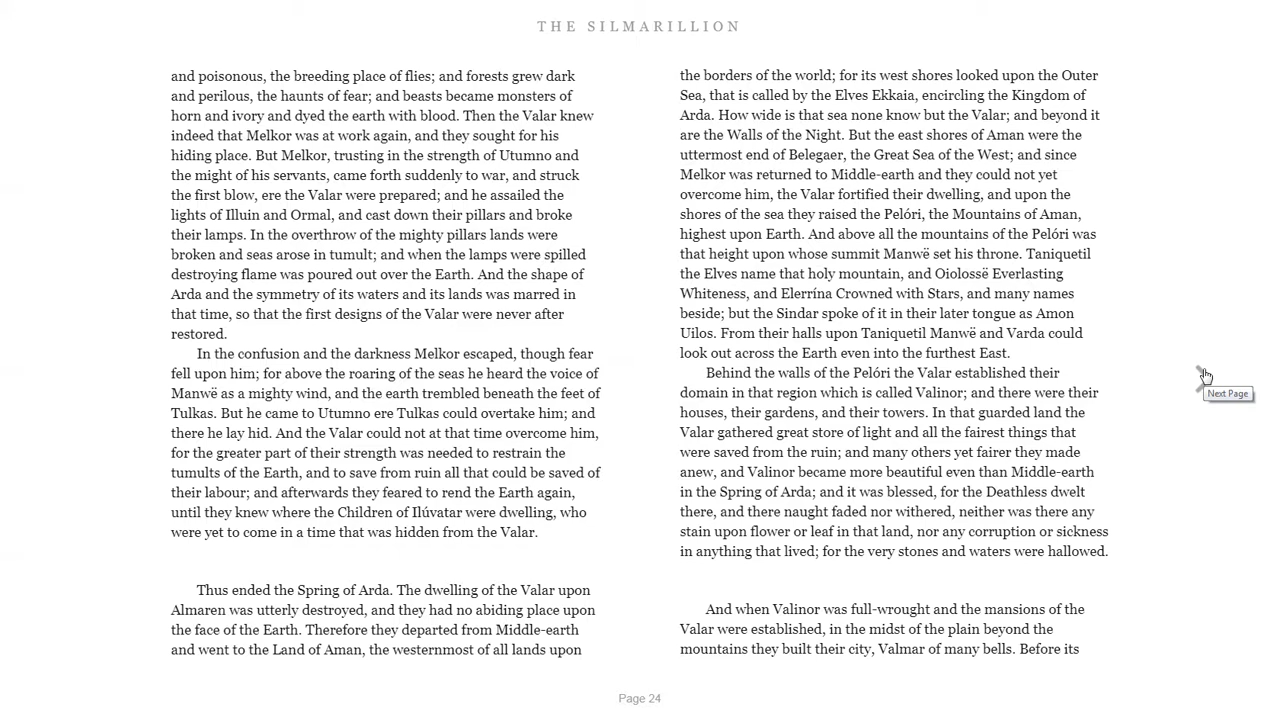 THE SILMARILLION
and poisonous, the breeding place of flies; and forests grew dark
and perilous, the haunts of fear; and beasts became monsters of
horn and ivory and dyed the earth with blood. Then the Valar knew
indeed that Melkor was at work again, and they sought for his
hiding place. But Melkor, trusting in the strength of Utumno and
the might of his servants, came forth suddenly to war, and struck
the first blow, ere the Valar were prepared; and he assailed the
lights of Illuin and Ormal, and cast down their pillars and broke
their lamps. In the overthrow of the mighty pillars lands were
broken and seas arose in tumult; and when the lamps were spilled
destroying flame was poured out over the Earth. And the shape of
Arda and the symmetry of its waters and its lands was marred in
that time, so that the first designs of the Valar were never after
restored.
In the confusion and the darkness Melkor escaped, though fear
fell upon him; for above the roaring of the seas he heard the voice of
Manwë as a mighty wind, and the earth trembled beneath the feet of
Tulkas. But he came to Utumno ere Tulkas could overtake him; and
there he lay hid. And the Valar could not at that time overcome him,
for the greater part of their strength was needed to restrain the
tumults of the Earth, and to save from ruin all that could be saved of
their labour; and afterwards they feared to rend the Earth again,
until they knew where the Children of Ilúvatar were dwelling, who
were yet to come in a time that was hidden from the Valar.
Thus ended the Spring of Arda. The dwelling of the Valar upon
Almaren was utterly destroyed, and they had no abiding place upon
the face of the Earth. Therefore they departed from Middle-earth
and went to the Land of Aman, the westernmost of all lands upon
the borders of the world; for its west shores looked upon the Outer
Sea, that is called by the Elves Ekkaia, encircling the Kingdom of
Arda. How wide is that sea none know but the Valar; and beyond it
are the Walls of the Night. But the east shores of Aman were the
uttermost end of Belegaer, the Great Sea of the West; and since
Melkor was returned to Middle-earth and they could not yet
overcome him, the Valar fortified their dwelling, and upon the
shores of the sea they raised the Pelóri, the Mountains of Aman,
highest upon Earth. And above all the mountains of the Pelóri was
that height upon whose summit Manwë set his throne. Taniquetil
the Elves name that holy mountain, and Oiolossë Everlasting
Whiteness, and Elerrína Crowned with Stars, and many names
beside; but the Sindar spoke of it in their later tongue as Amon
Uilos. From their halls upon Taniquetil Manwë and Varda could
look out across the Earth even into the furthest East.
Behind the walls of the Pelóri the Valar established their
domain in that region which is called Valinor; and there were their
houses, their gardens, and their towers. In that guarded land the
Valar gathered great store of light and all the fairest things that
were saved from the ruin; and many others yet fairer they made
anew, and Valinor became more beautiful even than Middle-earth
in the Spring of Arda; and it was blessed, for the Deathless dwelt
there, and there naught faded nor withered, neither was there any
stain upon flower or leaf in that land, nor any corruption or sickness
in anything that lived; for the very stones and waters were hallowed.
And when Valinor was full-wrought and the mansions of the
Valar were established, in the midst of the plain beyond the
mountains they built their city, Valmar of many bells. Before its
Next Page
Page 24